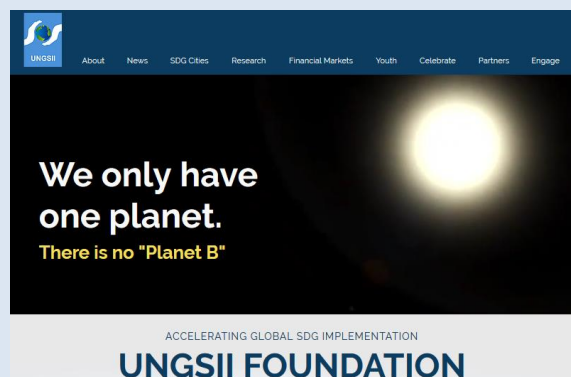 UNGSII
About News SDG Cities Research Financial Markets Youth Celebrate Partners Engage
We only have
one planet.
There is no "Planet B"
ACCELERATING GLOBAL SDG IMPLEMENTATION
UNGSII FOUNDATION